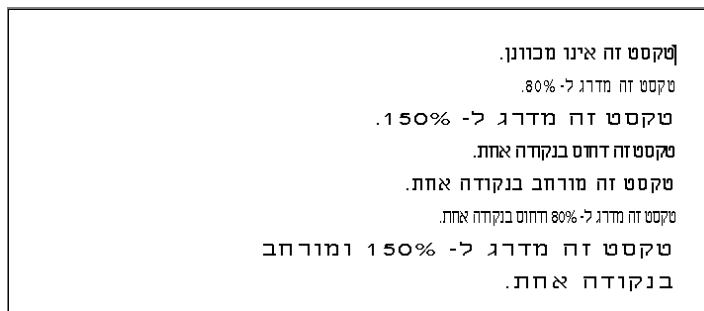 טקסט זה אינו מכוונן.
טקסט זה מדרג ל- 80%.
טקסט זה מדרג ל- 150%.
טקסט זה דחוס בנקודה אחת.
טקסט זה מורחב בנקודה אחת.
טקסט זה מדרג ל- 80% ודחוס בנקודה אחת.
טקסט זה מדרג ל- 150% ומורחב
בנקודה אחת.